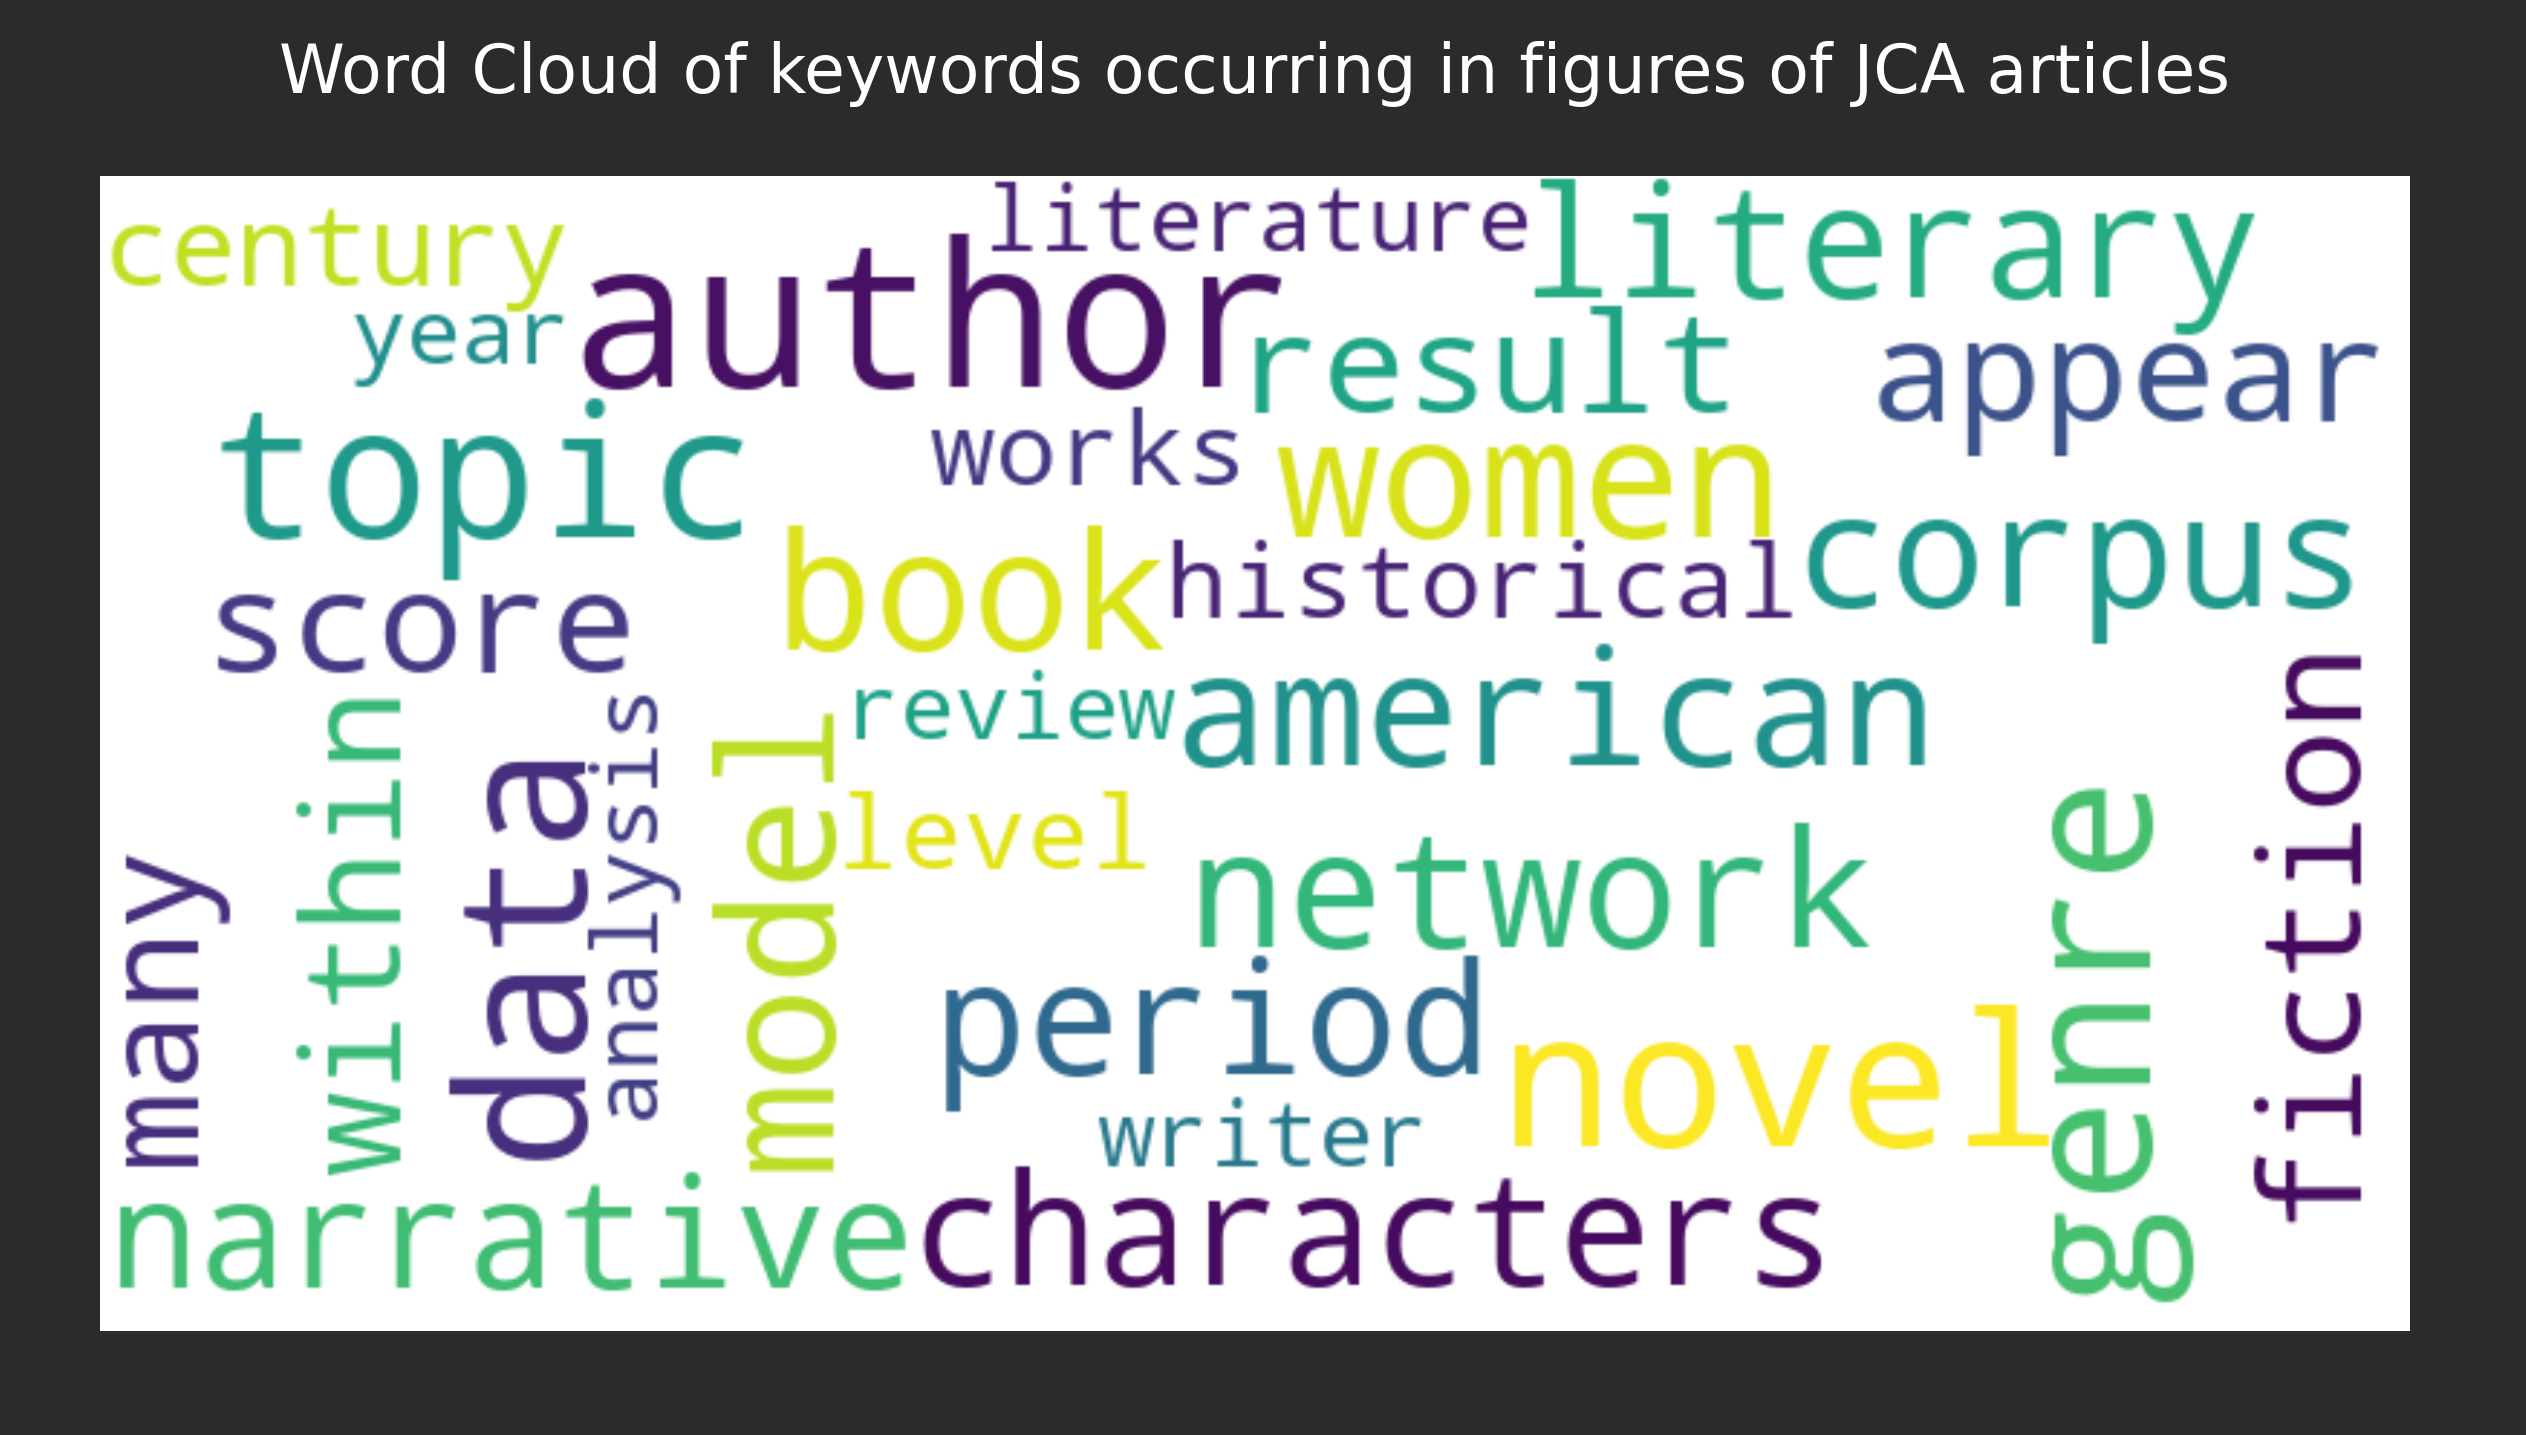 Word Cloud of keywords occurring in figures of JCA articles
literature
literary
century
author
year
result
appear
topic
works
women
corpus
book
historical
score
review
american
fiction
within
analysis
data
model
level
many
network
genre
period
novel
writer
narrative
characters